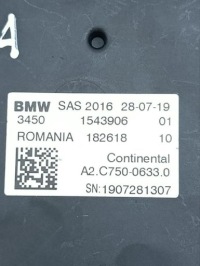 A
BMW SAS 2016 28-07-19
3450 1543906 01
ROMANIA 182618 10
Continental
A2.C750-0633.0
SN:1907281307